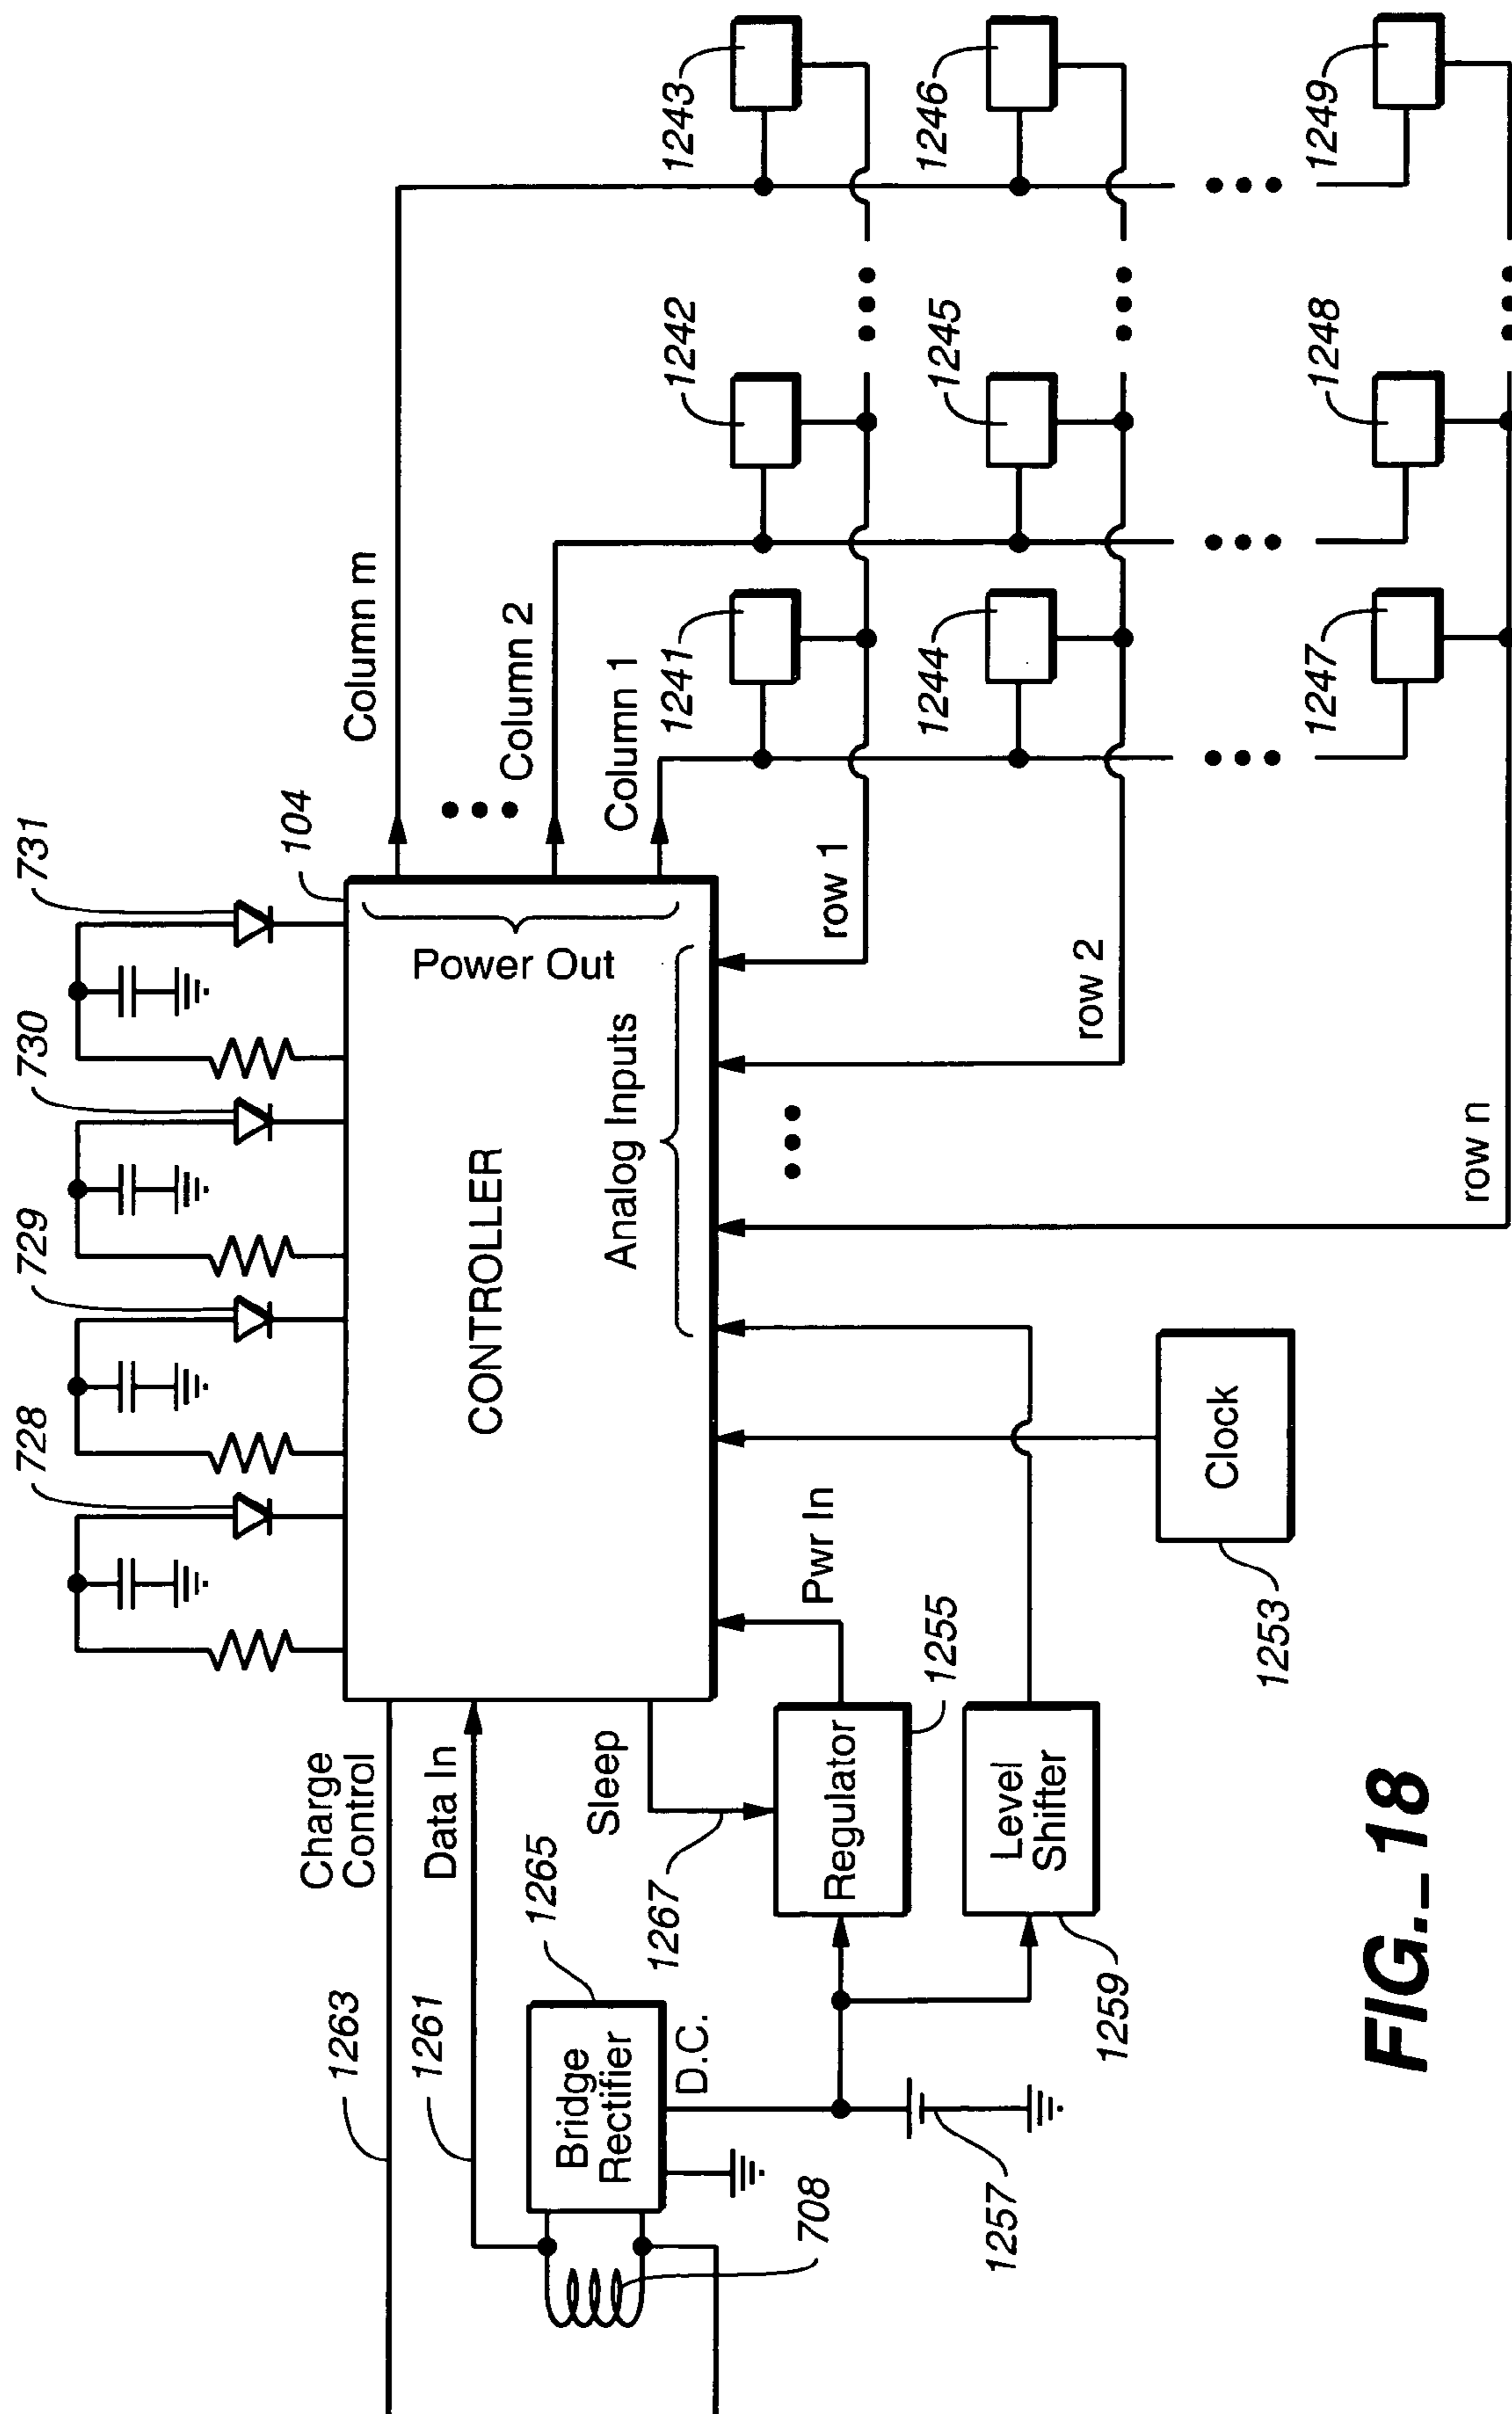 731
730
729
728
104
Charge
Control
Data In
Sleep
1263
1261
1265
1267
Bridge
Rectifier
D.C.
708
1257
CONTROLLER
Power Out
Analog Inputs
Pwr In
Regulator
1255
Level
Shifter
1259
Clock
1253
Column m
Column 2
Column 1
row 1
row 2
row n
1241
1242
1243
1244
1245
1246
1247
1248
1249
FIG._18